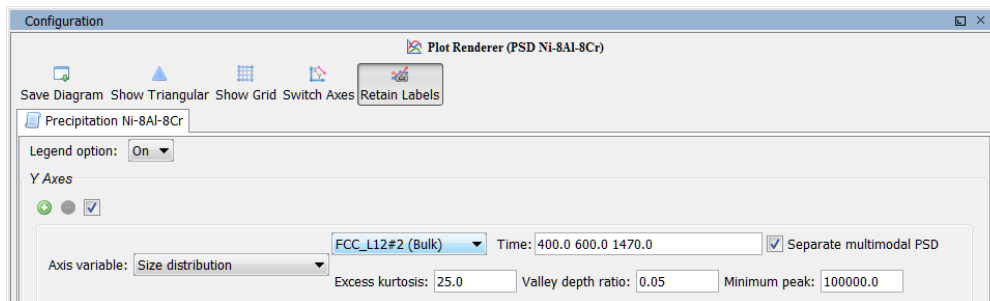 Configuration
Plot Renderer (PSD Ni-8Al-8Cr)
Save Diagram Show Triangular Show Grid Switch Axes Retain Labels
Precipitation Ni-8Al-8Cr
Legend option: On
Y Axes
FCC_L12#2 (Bulk) Time: 400.0 600.0 1470.0 Separate multimodal PSD
Axis variable: Size distribution
Excess kurtosis: 25.0 Valley depth ratio: 0.05 Minimum peak: 100000.0